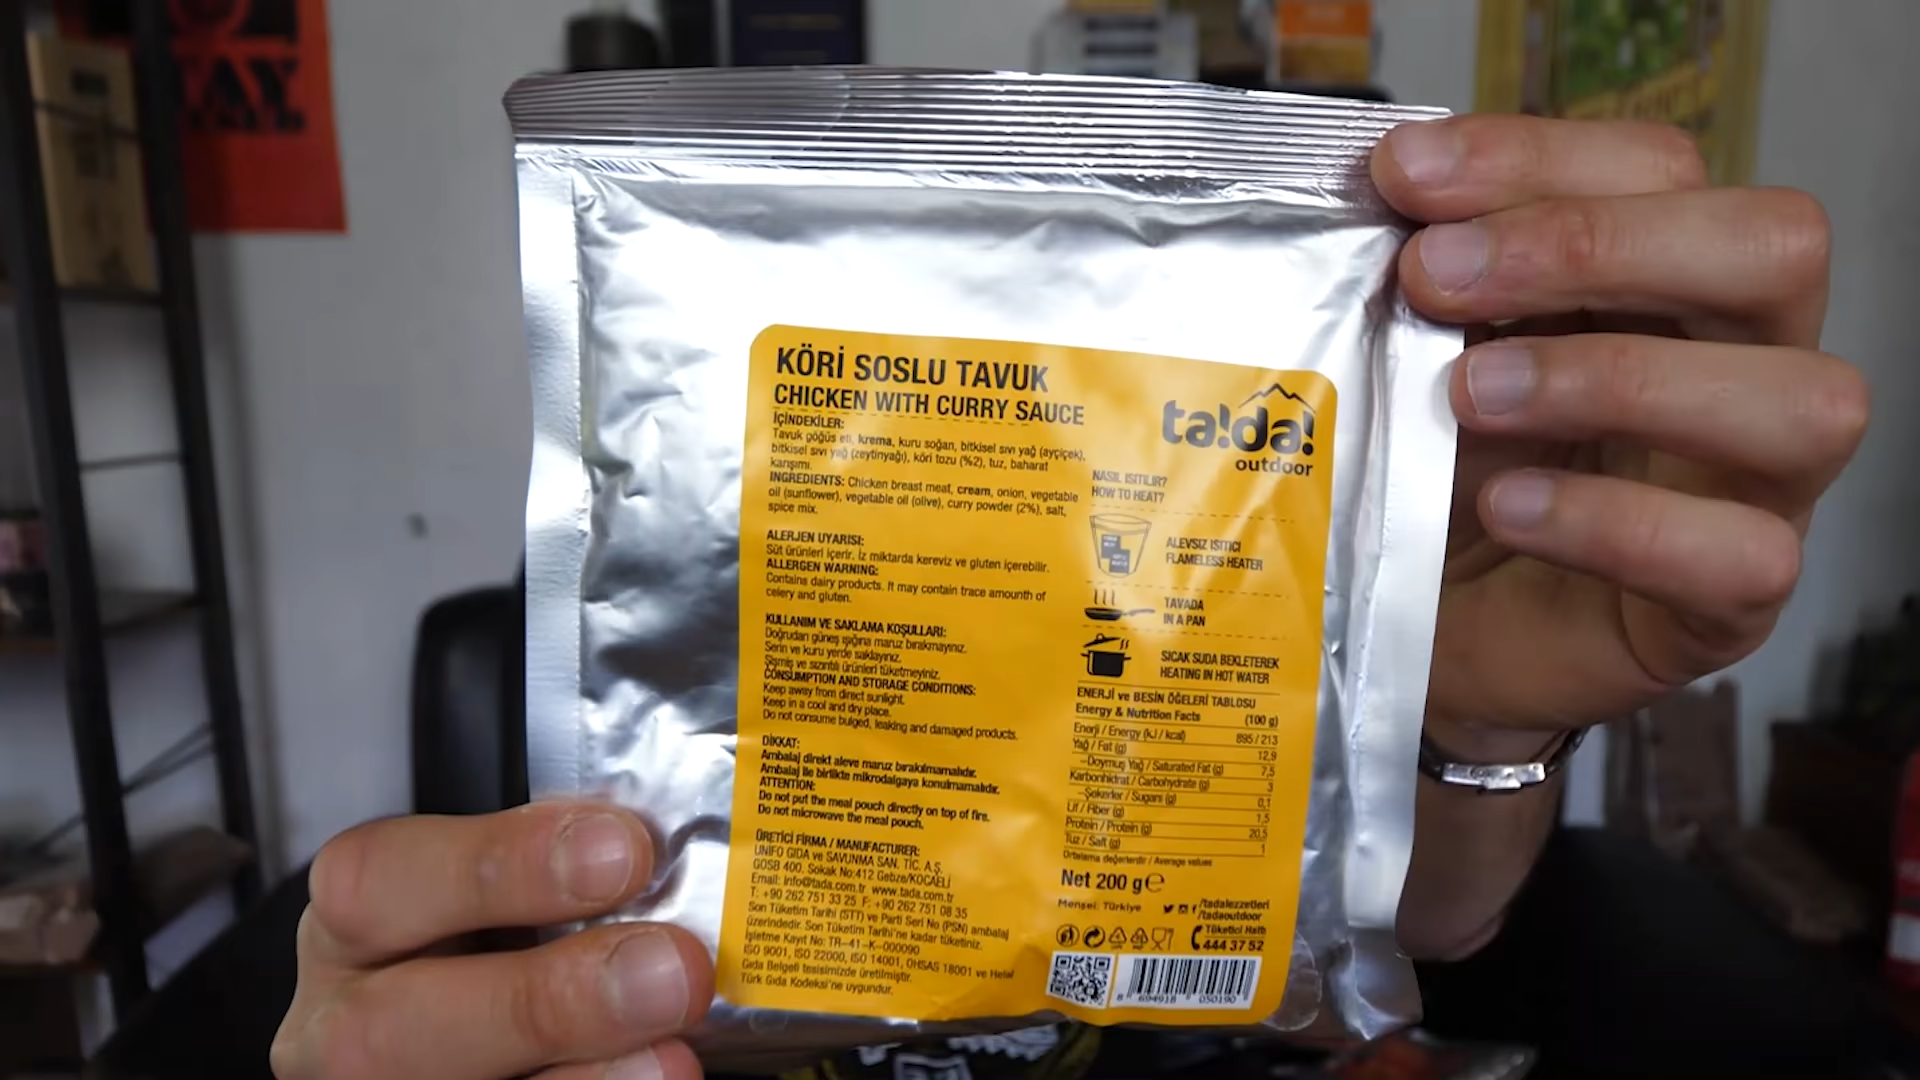 KÖRİ SOSLU TAVUK
CHICKEN WITH CURRY SAUCE
İÇİNDEKİLER:
Tavuk göğüs eti, krema, kuru soğan, bitkisel sıvı yağ (ayçiçek),
bitkisel sıvı yağ (zeytinyağı), köri tozu (%2), tuz, baharat
karışımı.
INGREDIENTS: Chicken breast meat, cream, onion, vegetable
oil (sunflower), vegetable oil (olive), curry powder (2%), salt,
spice mix.
ALERJEN UYARISI:
Süt ürünleri içerir. İz miktarda kereviz ve gluten içerebilir.
ALLERGEN WARNING:
Contains dairy products. It may contain trace amounth of
celery and gluten.
KULLANIM VE SAKLAMA KOŞULLARI:
Doğrudan güneş ışığına maruz bırakmayınız.
Serin ve kuru yerde saklayınız.
Şişmiş ve sızıntılı ürünleri tüketmeyiniz.
CONSUMPTION AND STORAGE CONDITIONS:
Keep away from direct sunlight.
Keep in a cool and dry place.
Do not consume bulged, leaking and damaged products.
DİKKAT:
Ambalaj direkt aleve maruz bırakılmamalıdır.
Ambalaj ile birlikte mikrodalgaya konulmamalıdır.
ATTENTION:
Do not put the meal pouch directly on top of fire.
Do not microwave the meal pouch.
ÜRETİCİ FİRMA / MANUFACTURER:
UNIFO GIDA ve SAVUNMA SAN. TİC. A.Ş.
GOSB 400. Sokak No:412 Gebze/KOCAELİ
Email: info@tada.com.tr www.tada.com.tr
T: +90 262 751 33 25 F: +90 262 751 08 35
Son Tüketim Tarihi (STT) ve Parti Seri No (PSN) ambalaj
üzerindedir. Son Tüketim Tarihi'ne kadar tüketiniz.
İşletme Kayıt No: TR-41-K-000090
ISO 9001, ISO 22000, ISO 14001, OHSAS 18001 ve Helal
Gıda Belgeli tesisimizde üretilmiştir.
Türk Gıda Kodeksi'ne uygundur.
ta!da!
outdoor
NASIL ISITILIR?
HOW TO HEAT?
ALEVSİZ ISITICI
FLAMELESS HEATER
TAVADA
IN A PAN
SICAK SUDA BEKLETEREK
HEATING IN HOT WATER
ENERJİ ve BESİN ÖĞELERİ TABLOSU
Energy & Nutrition Facts (100 g)
Enerji / Energy (kJ / kcal) 895 / 213
Yağ / Fat (g) 12,9
-Doymuş Yağ / Saturated Fat (g) 7,5
Karbonhidrat / Carbohydrate (g) 3
-Şekerler / Sugars (g) 0,1
Lif / Fiber (g) 1,5
Protein / Protein (g) 20,5
Tuz / Salt (g) 1
Ortalama değerlerdir / Average values
Net 200 g℮
Menşei: Türkiye
/tadalezzetleri
/tadaoutdoor
Tüketici Hattı
444 37 52
8 694918 050190